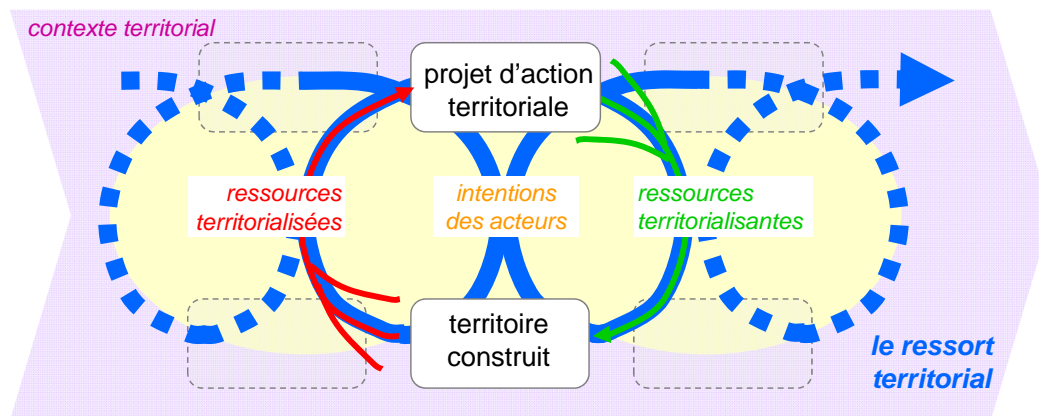 contexte territorial
projet d’action
territoriale
ressources
territorialisées
intentions
des acteurs
ressources
territorialisantes
territoire
construit
le ressort
territorial